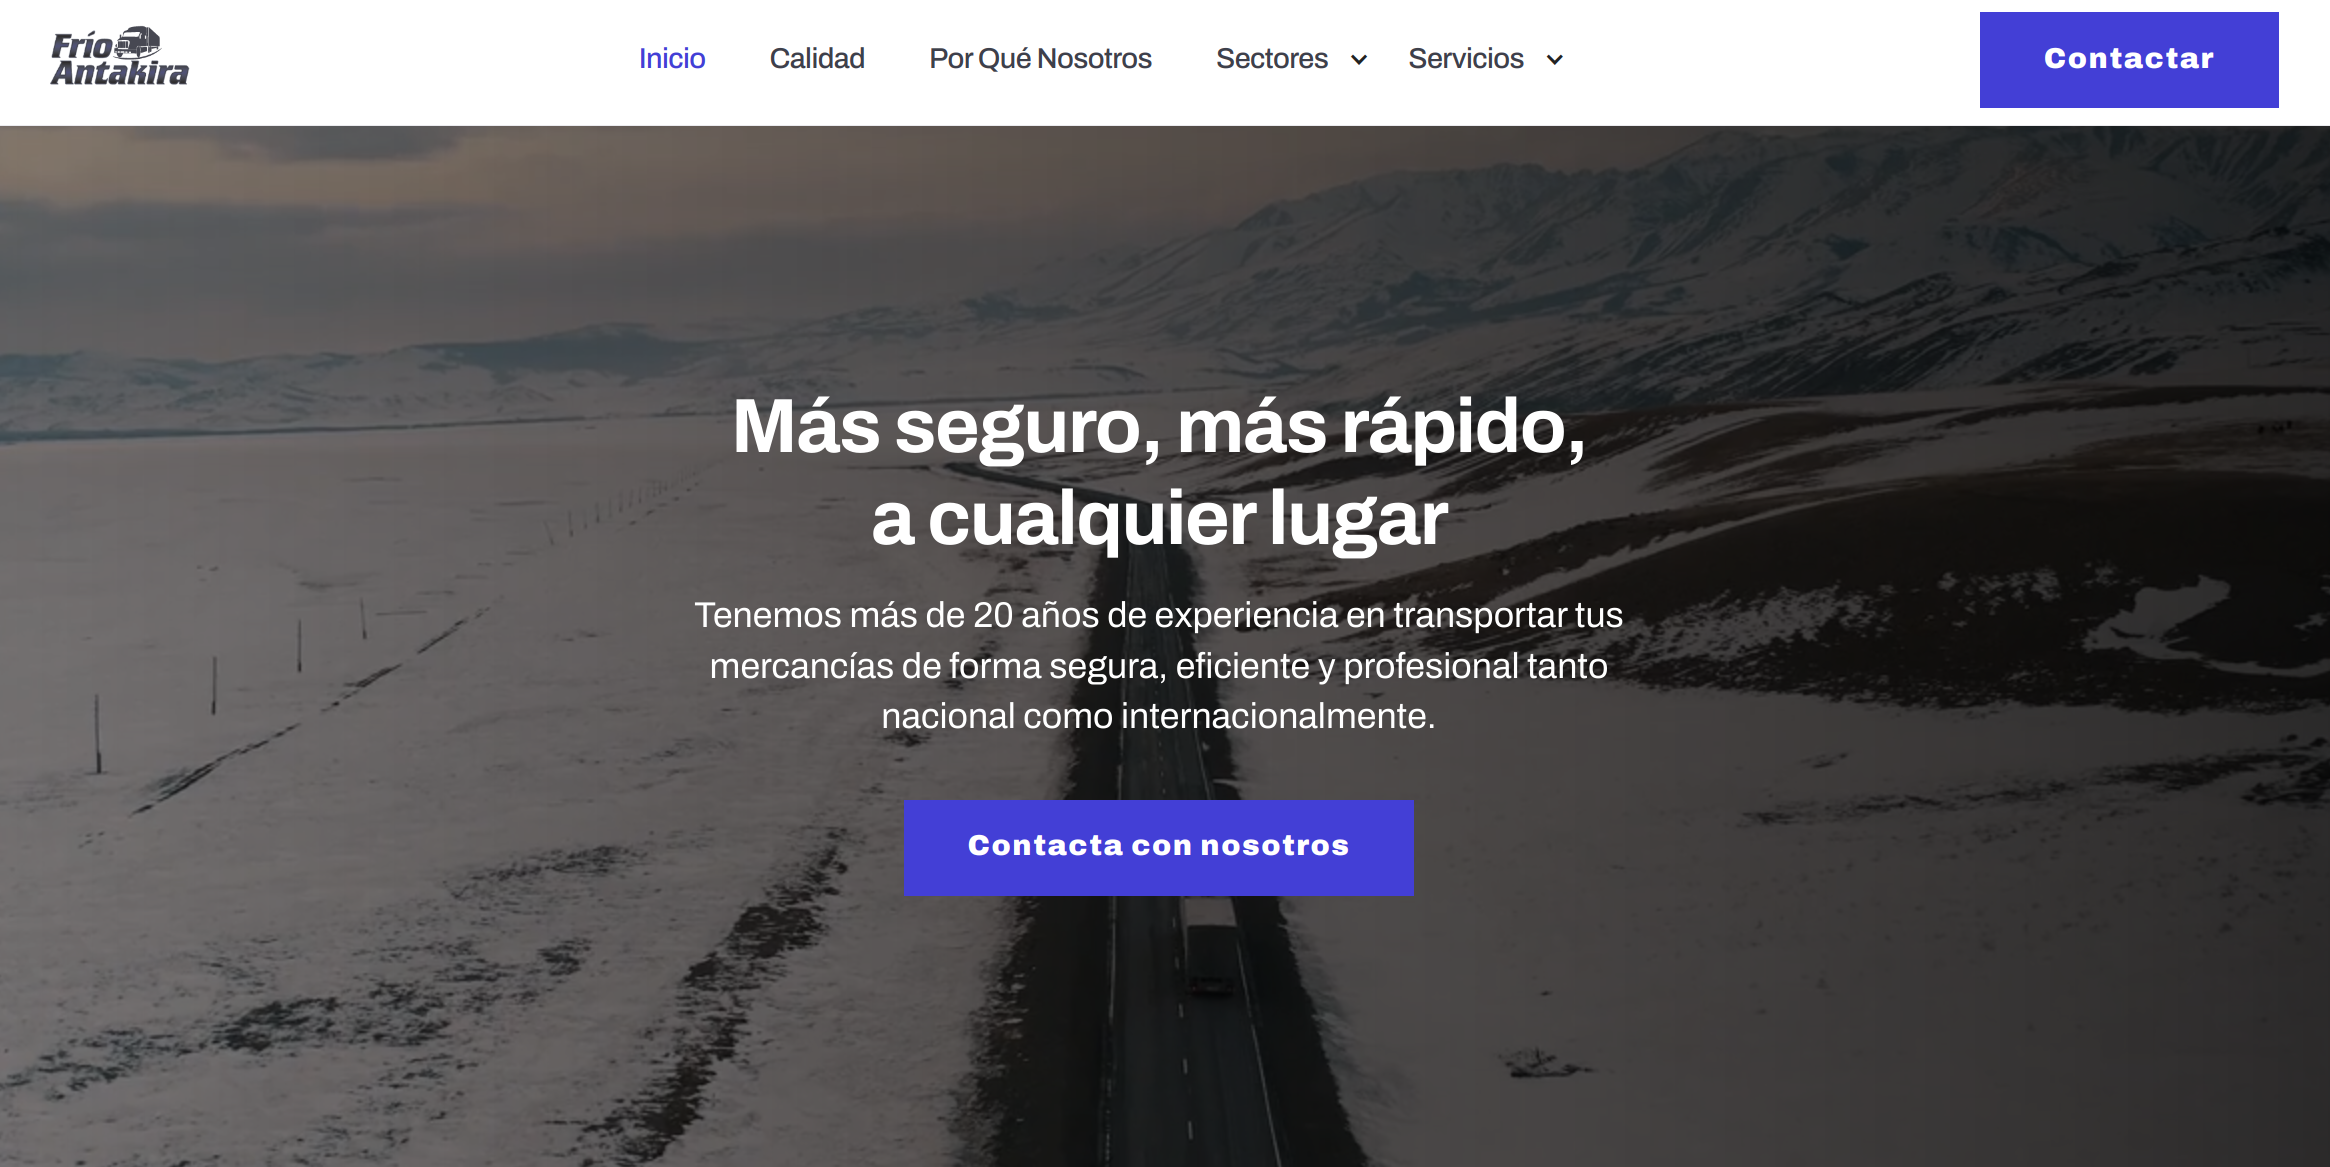 Frío
Antakira
Inicio
Calidad
Por Qué Nosotros
Sectores
Servicios
Contactar
Más seguro, más rápido,
a cualquier lugar
Tenemos más de 20 años de experiencia en transportar tus
mercancías de forma segura, eficiente y profesional tanto
nacional como internacionalmente.
Contacta con nosotros